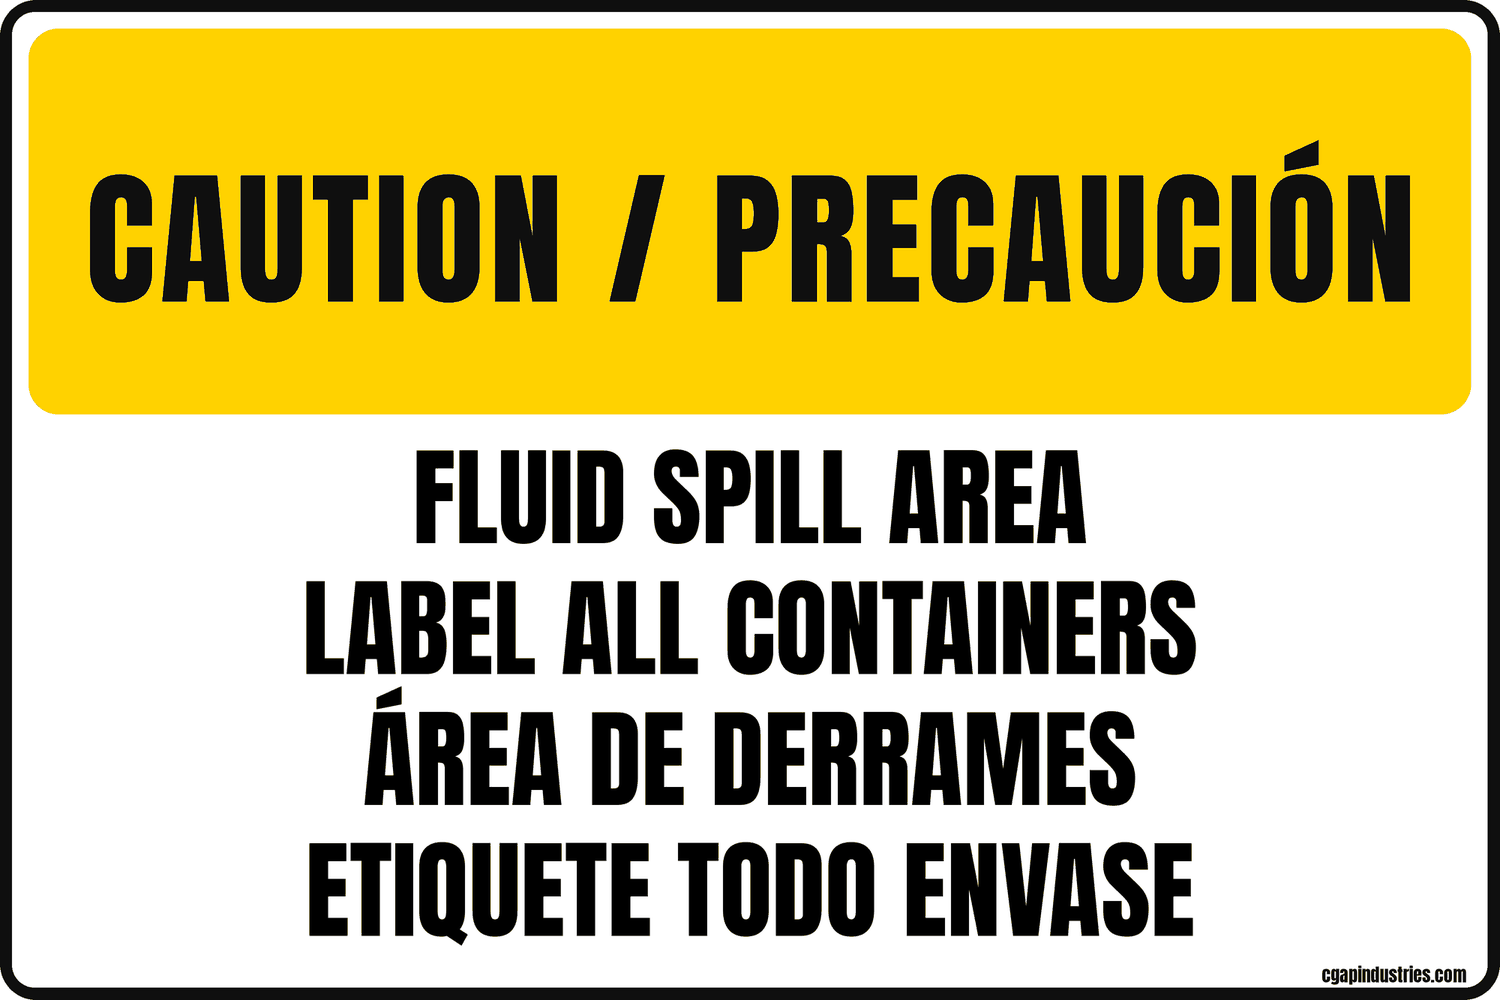 CAUTION / PRECAUCIÓN
FLUID SPILL AREA
LABEL ALL CONTAINERS
ÁREA DE DERRAMES
ETIQUETE TODO ENVASE
cgapindustries.com